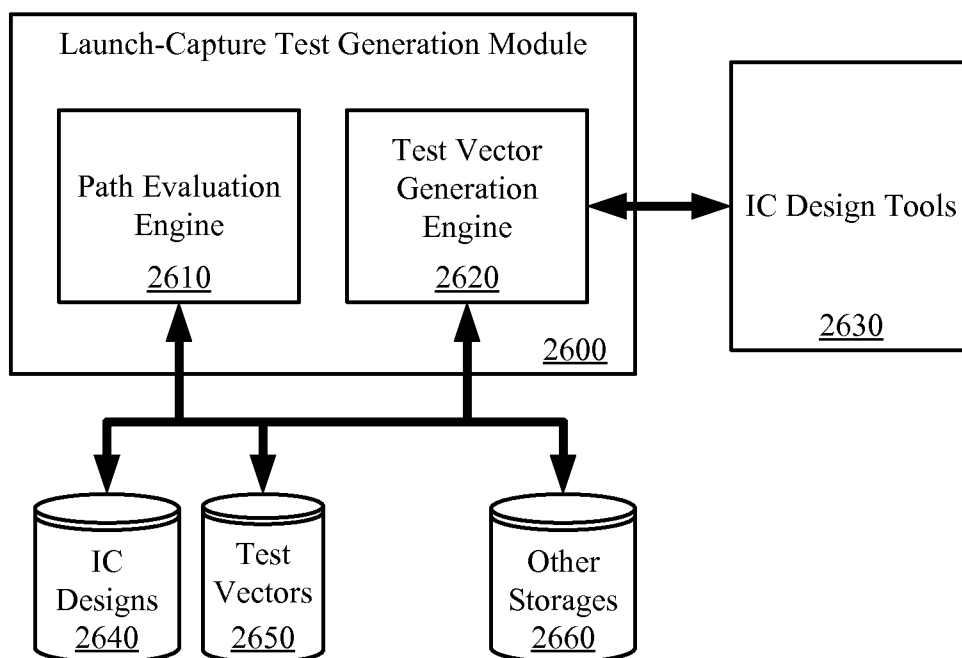 Launch-Capture Test Generation Module
Path Evaluation
Engine
2610
Test Vector
Generation
Engine
2620
2600
IC Design Tools
2630
IC
Designs
2640
Test
Vectors
2650
Other
Storages
2660